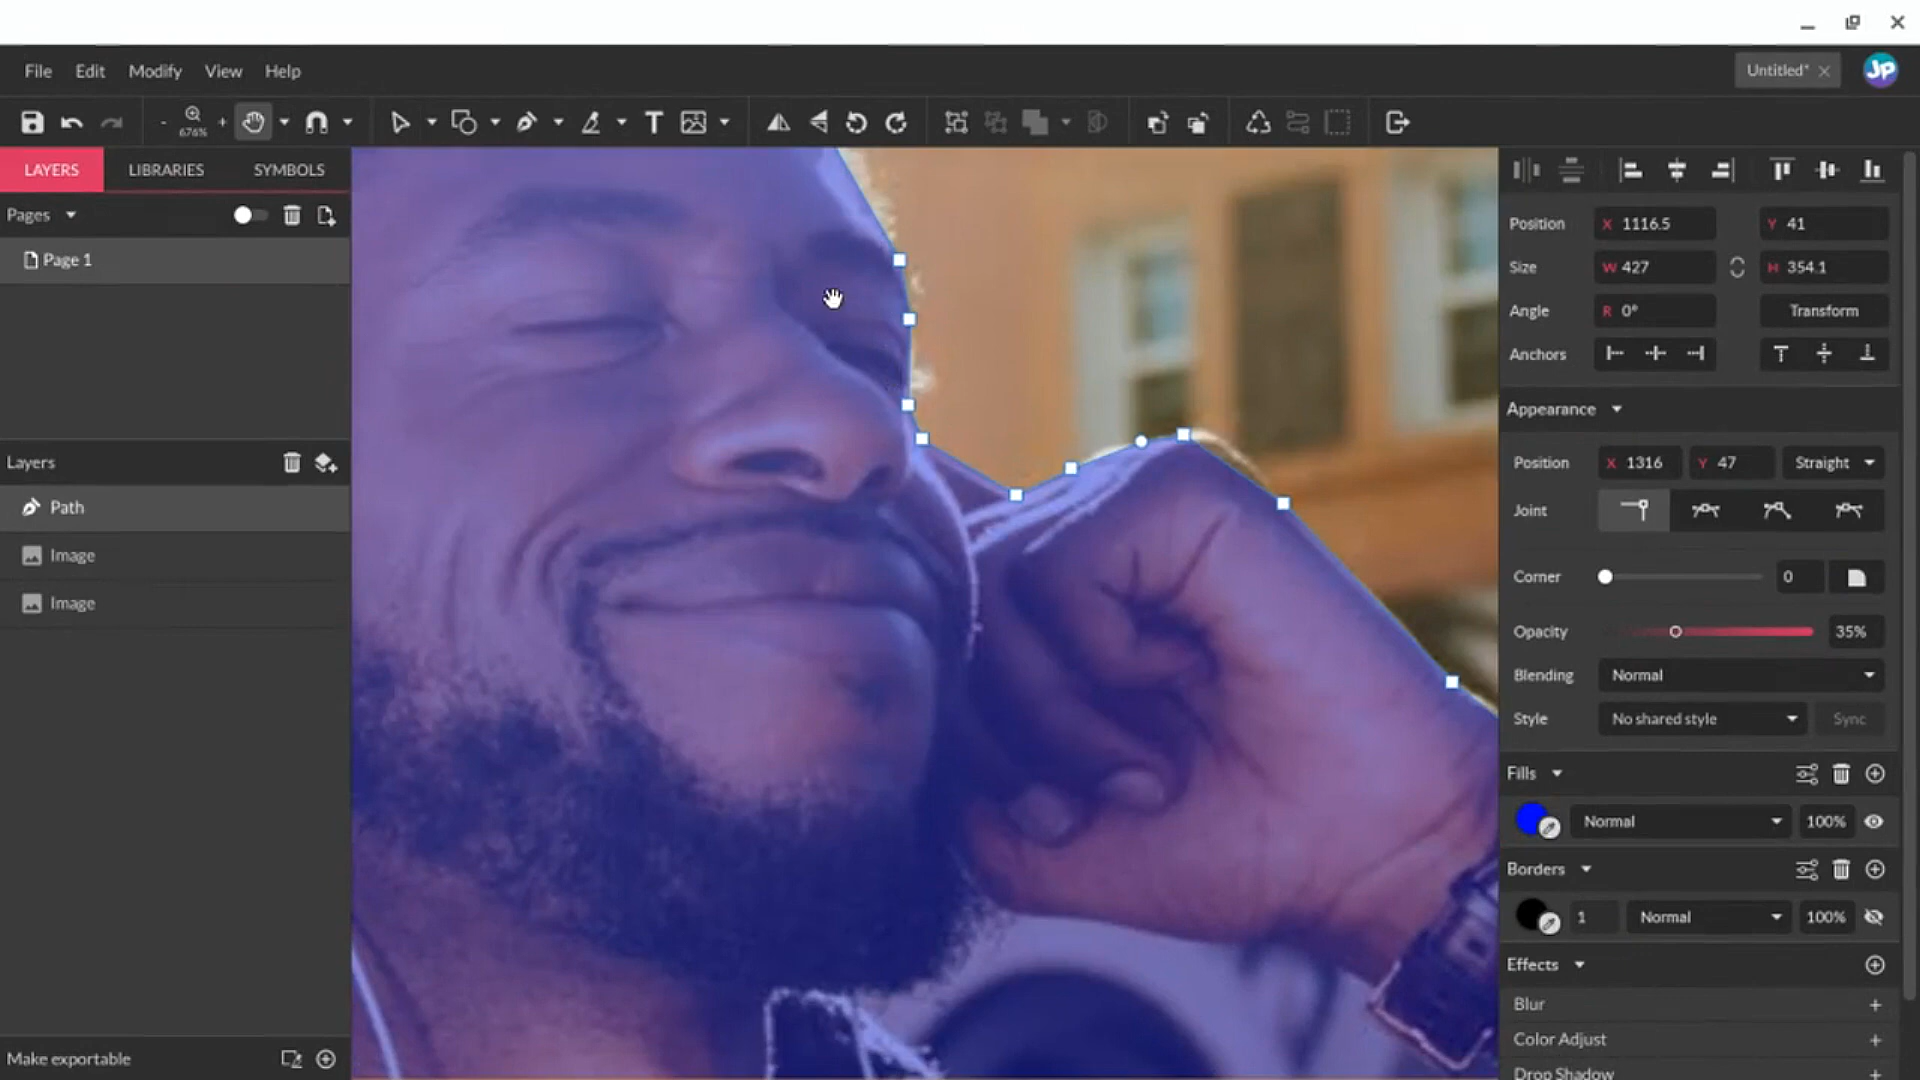 File Edit Modify View Help
Untitled* JP
- 676% +
T
LAYERS LIBRARIES SYMBOLS
Pages
Page 1
Layers
Path
Image
Image
Make exportable
Position X 1116.5 Y 41
Size W 427 H 354.1
Angle R 0° Transform
Anchors
Appearance
Position X 1316 Y 47 Straight
Joint
Corner 0
Opacity 35%
Blending Normal
Style No shared style Sync
Fills
Normal 100%
Borders
1 Normal 100%
Effects
Blur +
Color Adjust +
Drop Shadow +